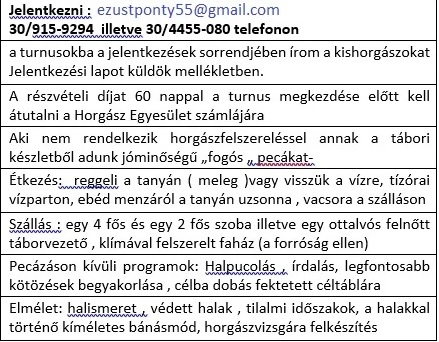 Jelentkezni : ezustponty55@gmail.com
30/915-9294 illetve 30/4455-080 telefonon
a turnusokba a jelentkezések sorrendjében írom a kishorgászokat
Jelentkezési lapot küldök mellékletben.
A részvételi díjat 60 nappal a turnus megkezdése előtt kell
átutalni a Horgász Egyesület számlájára
Aki nem rendelkezik horgászfelszereléssel annak a tábori
készletből adunk jóminőségű „fogós „ pecákat-
Étkezés: reggeli a tanyán ( meleg )vagy visszük a vízre, tízórai
vízparton, ebéd menzáról a tanyán uzsonna , vacsora a szálláson
Szállás : egy 4 fős és egy 2 fős szoba illetve egy ottalvós felnőtt
táborvezető , klímával felszerelt faház (a forróság ellen)
Pecázáson kívüli programok: Halpucolás , írdalás, legfontosabb
kötözések begyakorlása , célba dobás fektetett céltáblára
Elmélet: halismeret , védett halak , tilalmi időszakok, a halakkal
történő kíméletes bánásmód, horgászvizsgára felkészítés